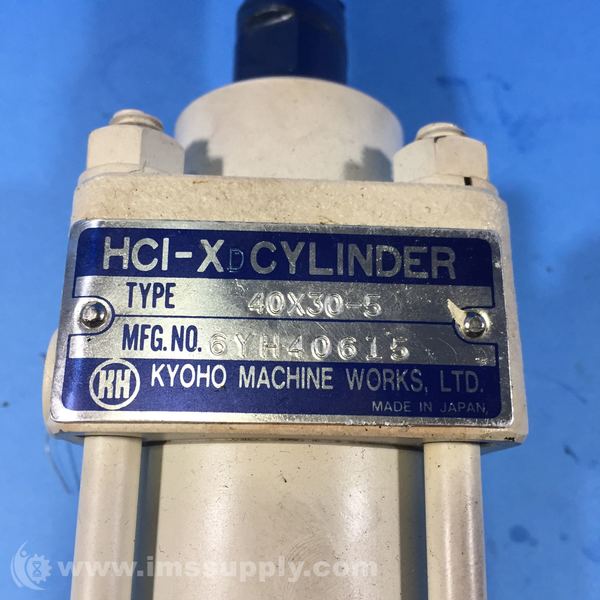 HCI-XD CYLINDER
TYPE 40X30-5
MFG.NO. 6YH40615
KH KYOHO MACHINE WORKS, LTD.
MADE IN JAPAN
www.imssupply.com